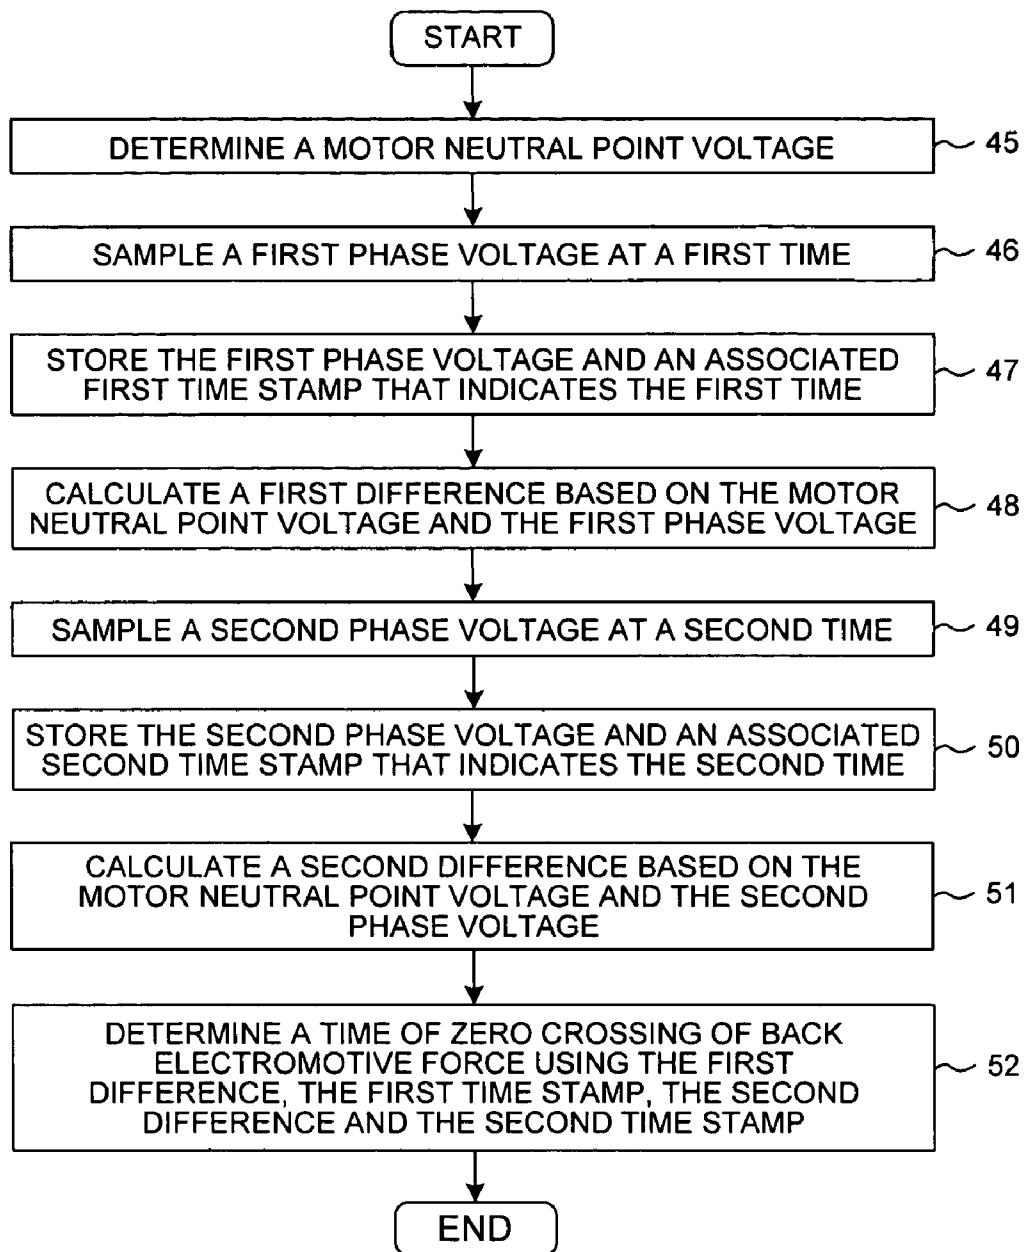 START
DETERMINE A MOTOR NEUTRAL POINT VOLTAGE
45
SAMPLE A FIRST PHASE VOLTAGE AT A FIRST TIME
46
STORE THE FIRST PHASE VOLTAGE AND AN ASSOCIATED
FIRST TIME STAMP THAT INDICATES THE FIRST TIME
47
CALCULATE A FIRST DIFFERENCE BASED ON THE MOTOR
NEUTRAL POINT VOLTAGE AND THE FIRST PHASE VOLTAGE
48
SAMPLE A SECOND PHASE VOLTAGE AT A SECOND TIME
49
STORE THE SECOND PHASE VOLTAGE AND AN ASSOCIATED
SECOND TIME STAMP THAT INDICATES THE SECOND TIME
50
CALCULATE A SECOND DIFFERENCE BASED ON THE
MOTOR NEUTRAL POINT VOLTAGE AND THE SECOND
PHASE VOLTAGE
51
DETERMINE A TIME OF ZERO CROSSING OF BACK
ELECTROMOTIVE FORCE USING THE FIRST
DIFFERENCE, THE FIRST TIME STAMP, THE SECOND
DIFFERENCE AND THE SECOND TIME STAMP
52
END